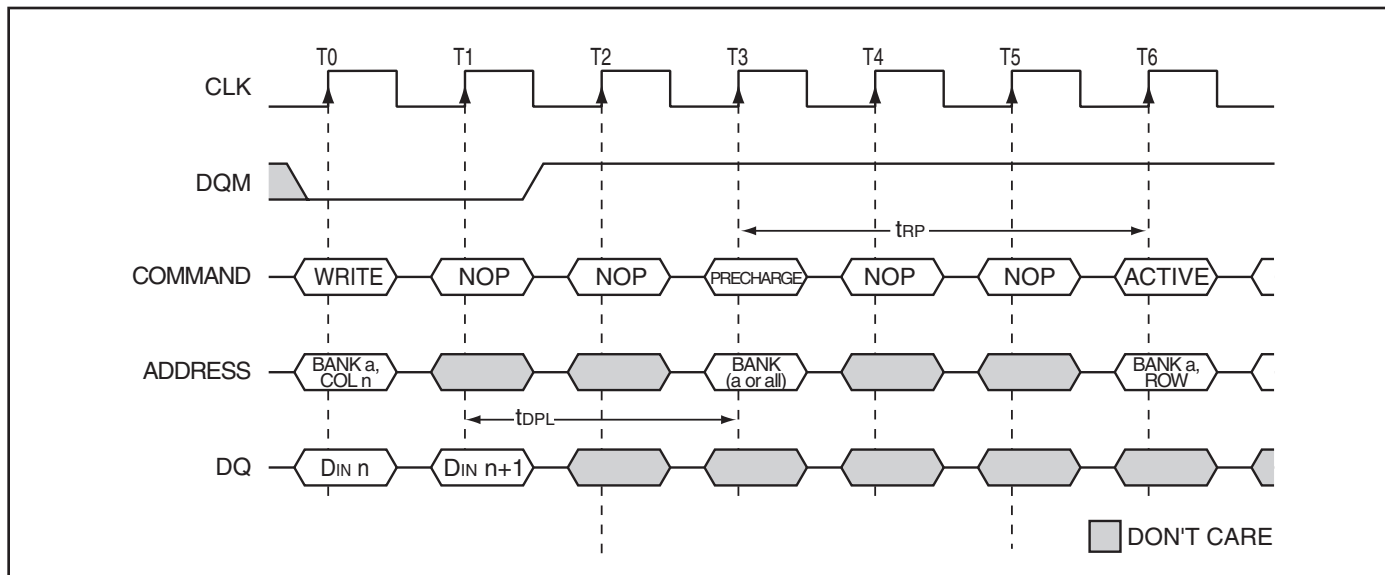 T0 T1 T2 T3 T4 T5 T6
CLK
DQM
tRP
COMMAND WRITE NOP NOP PRECHARGE NOP NOP ACTIVE
ADDRESS BANK a, COL n BANK (a or all) BANK a, ROW
tDPL
DQ DIN n DIN n+1
DON'T CARE